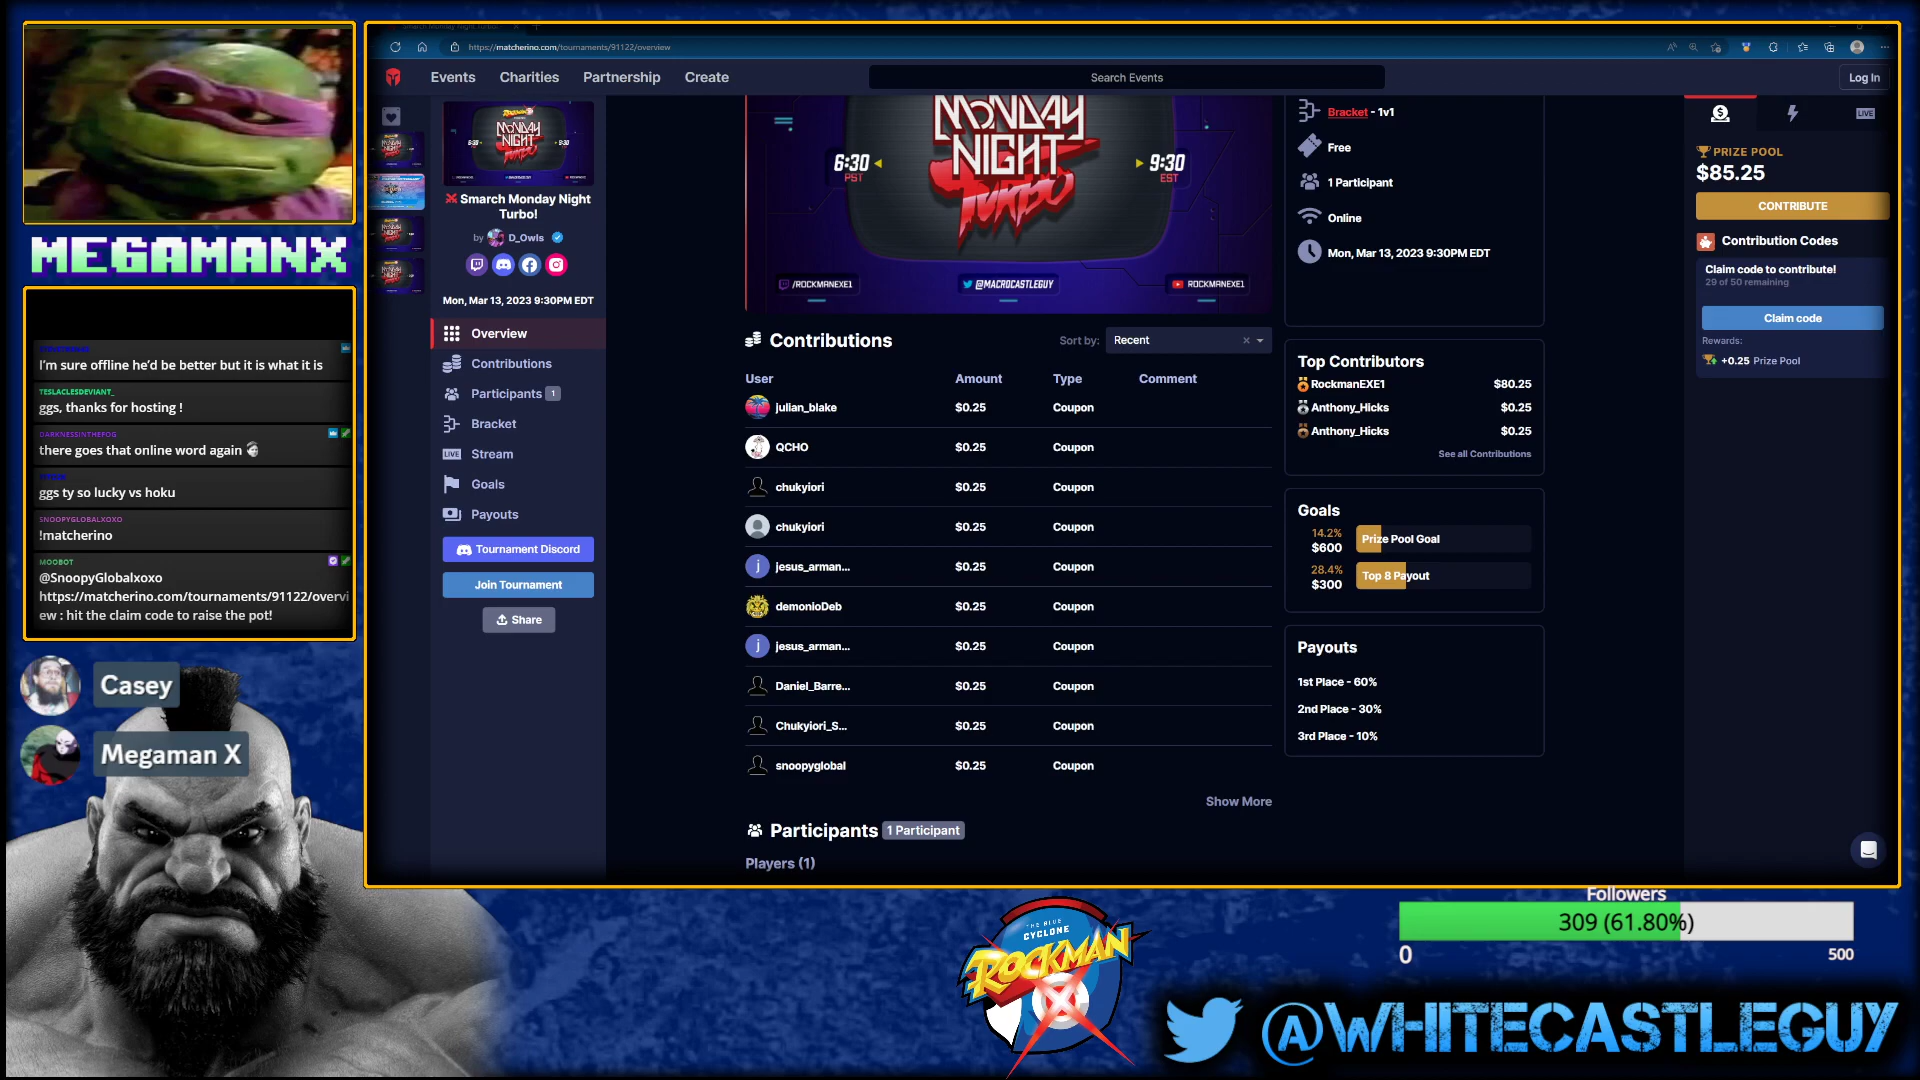 https://matcherino.com/tournaments/91122/overview
Events
Charities
Partnership
Create
Search Events
Log In
MEGAMANX
I'm sure offline he'd be better but it is what it is
TESLACLESDEVIANT_
ggs, thanks for hosting !
DARKNESSINTHEFOG
there goes that online word again
ggs ty so lucky vs hoku
SNOOPYGLOBALXOXO
!matcherino
MOOBOT
@SnoopyGlobalxoxo
https://matcherino.com/tournaments/91122/overvi
ew : hit the claim code to raise the pot!
Casey
Megaman X
MONDAY
NIGHT
TURBO
6:30
9:30
Smarch Monday Night
Turbo!
by D_Owls
Mon, Mar 13, 2023 9:30PM EDT
Overview
Contributions
Participants 1
Bracket
LIVE Stream
Goals
Payouts
Tournament Discord
Join Tournament
Share
MONDAY
NIGHT
TURBO
6:30
PST
9:30
EST
/ROCKMANEXE1
@MACROCASTLEGUY
ROCKMANEXE1
Contributions
Sort by:
Recent
User Amount Type Comment
julian_blake $0.25 Coupon
QCHO $0.25 Coupon
chukyiori $0.25 Coupon
chukyiori $0.25 Coupon
j jesus_arman... $0.25 Coupon
demonioDeb $0.25 Coupon
j jesus_arman... $0.25 Coupon
Daniel_Barre... $0.25 Coupon
Chukyiori_S... $0.25 Coupon
snoopyglobal $0.25 Coupon
Show More
Participants 1 Participant
Players (1)
Bracket - 1v1
Free
1 Participant
Online
Mon, Mar 13, 2023 9:30PM EDT
Top Contributors
RockmanEXE1 $80.25
Anthony_Hicks $0.25
Anthony_Hicks $0.25
See all Contributions
Goals
14.2%
$600
Prize Pool Goal
28.4%
$300
Top 8 Payout
Payouts
1st Place - 60%
2nd Place - 30%
3rd Place - 10%
LIVE
PRIZE POOL
$85.25
CONTRIBUTE
Contribution Codes
Claim code to contribute!
29 of 50 remaining
Claim code
Rewards:
+0.25 Prize Pool
THE BLUE
CYCLONE
ROCKMAN
Followers
309 (61.80%)
0
500
@WHITECASTLEGUY